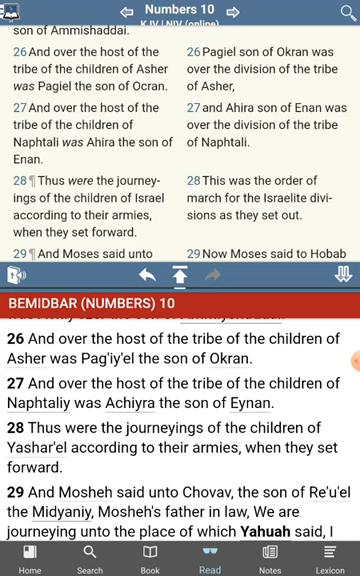 Numbers 10
KJV | NIV (online)
son of Ammishaddai.
26 And over the host of the
tribe of the children of Asher
was Pagiel the son of Ocran.
27 And over the host of the
tribe of the children of
Naphtali was Ahira the son of
Enan.
28 ¶ Thus were the journey-
ings of the children of Israel
according to their armies,
when they set forward.
29 ¶ And Moses said unto
26 Pagiel son of Okran was
over the division of the tribe
of Asher,
27 and Ahira son of Enan was
over the division of the tribe
of Naphtali.
28 This was the order of
march for the Israelite divi-
sions as they set out.
29 Now Moses said to Hobab
BEMIDBAR (NUMBERS) 10
26 And over the host of the tribe of the children of
Asher was Pag'iy'el the son of Okran.
27 And over the host of the tribe of the children of
Naphtaliy was Achiyra the son of Eynan.
28 Thus were the journeyings of the children of
Yashar'el according to their armies, when they set
forward.
29 And Mosheh said unto Chovav, the son of Re'u'el
the Midyaniy, Mosheh's father in law, We are
journeying unto the place of which Yahuah said, I
Home
Search
Book
Read
Notes
Lexicon